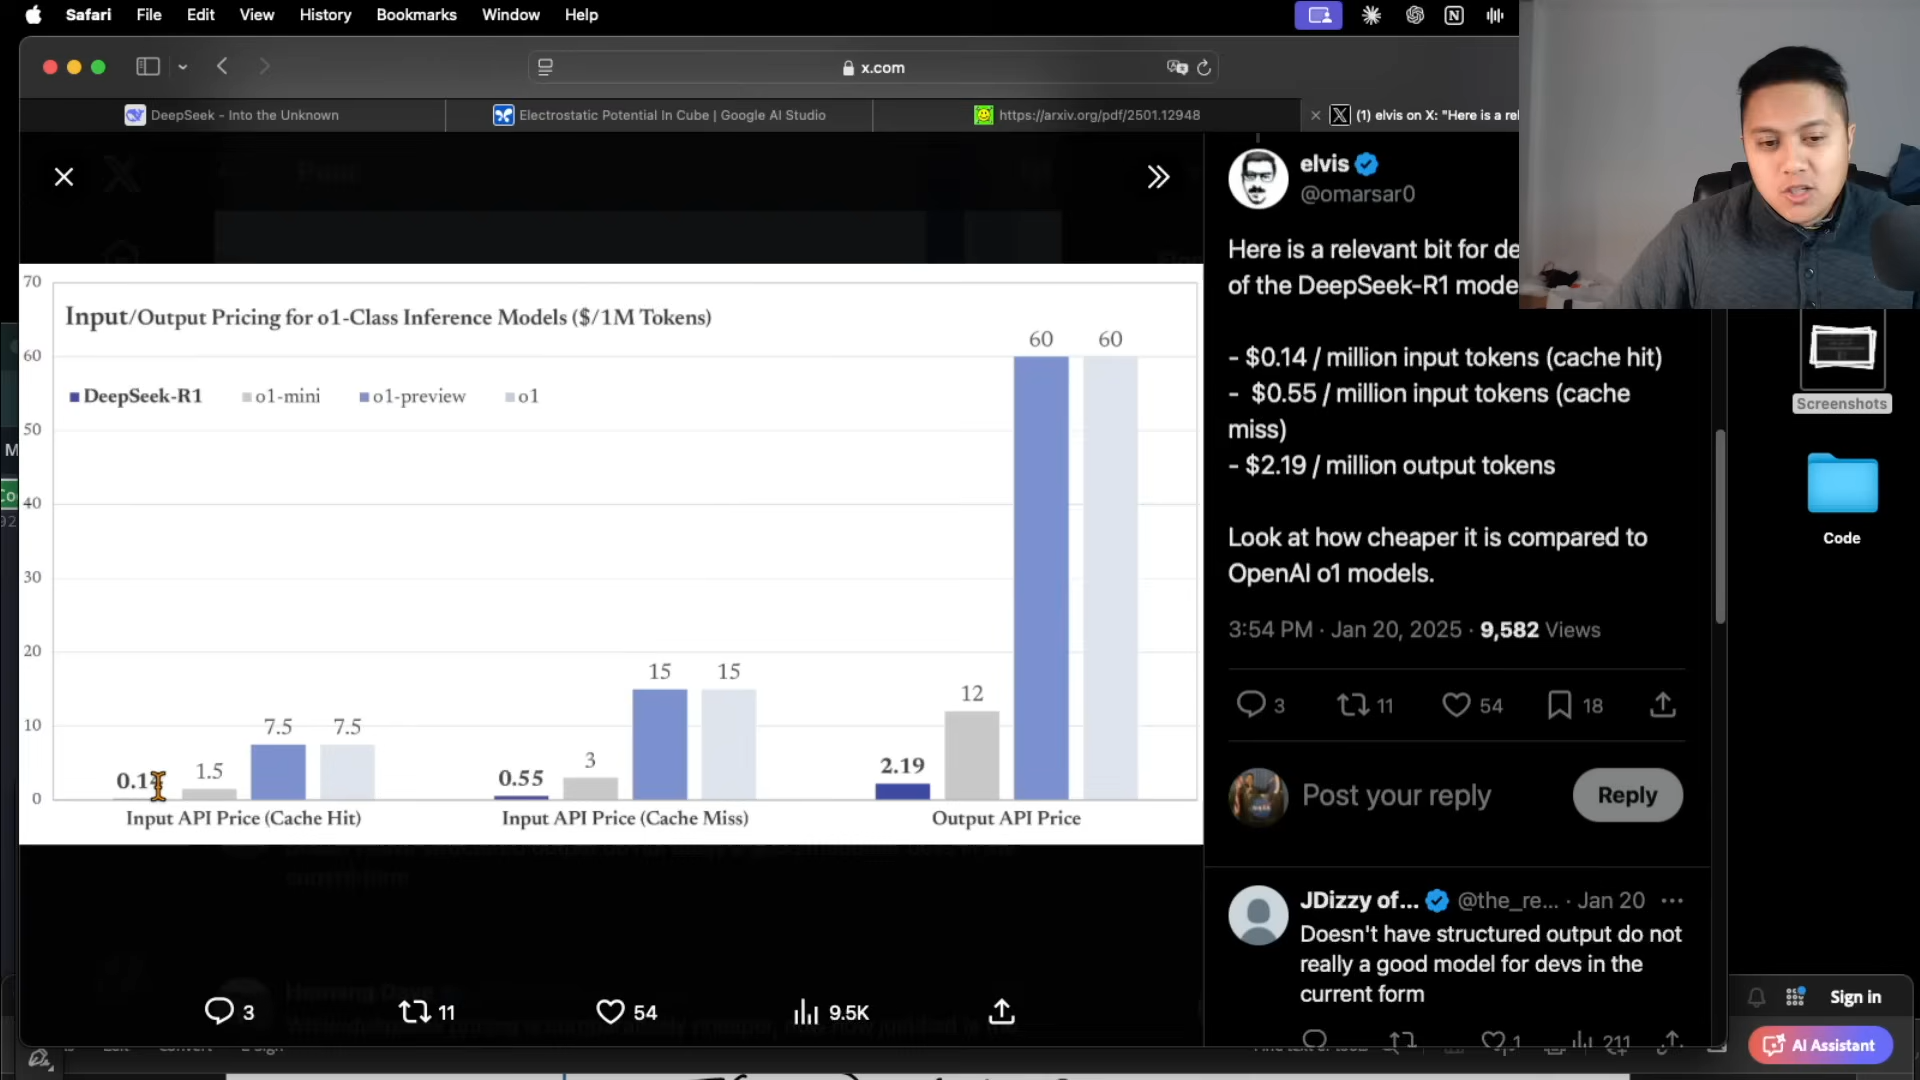 Safari File Edit View History Bookmarks Window Help
x.com
DeepSeek - Into the Unknown
Electrostatic Potential In Cube | Google AI Studio
https://arxiv.org/pdf/2501.12948
(1) elvis on X: "Here is a
Input/Output Pricing for o1-Class Inference Models ($/1M Tokens)
DeepSeek-R1 o1-mini o1-preview o1
70
60
50
40
30
20
10
0
1.5
7.5
7.5
0.55
3
15
15
2.19
12
60
60
Input API Price (Cache Hit)
Input API Price (Cache Miss)
Output API Price
3
11
54
9.5K
elvis
@omarsar0
Here is a relevant bit for
of the DeepSeek-R1
- $0.14 / million input tokens (cache hit)
- $0.55 / million input tokens (cache
miss)
- $2.19 / million output tokens
Look at how cheaper it is compared to
OpenAI o1 models.
3:54 PM · Jan 20, 2025 · 9,582 Views
3
11
54
18
Post your reply
Reply
JDizzy of... @the_re... · Jan 20
Doesn't have structured output do not
really a good model for devs in the
current form
1
211
Screenshots
Code
Sign in
AI Assistant